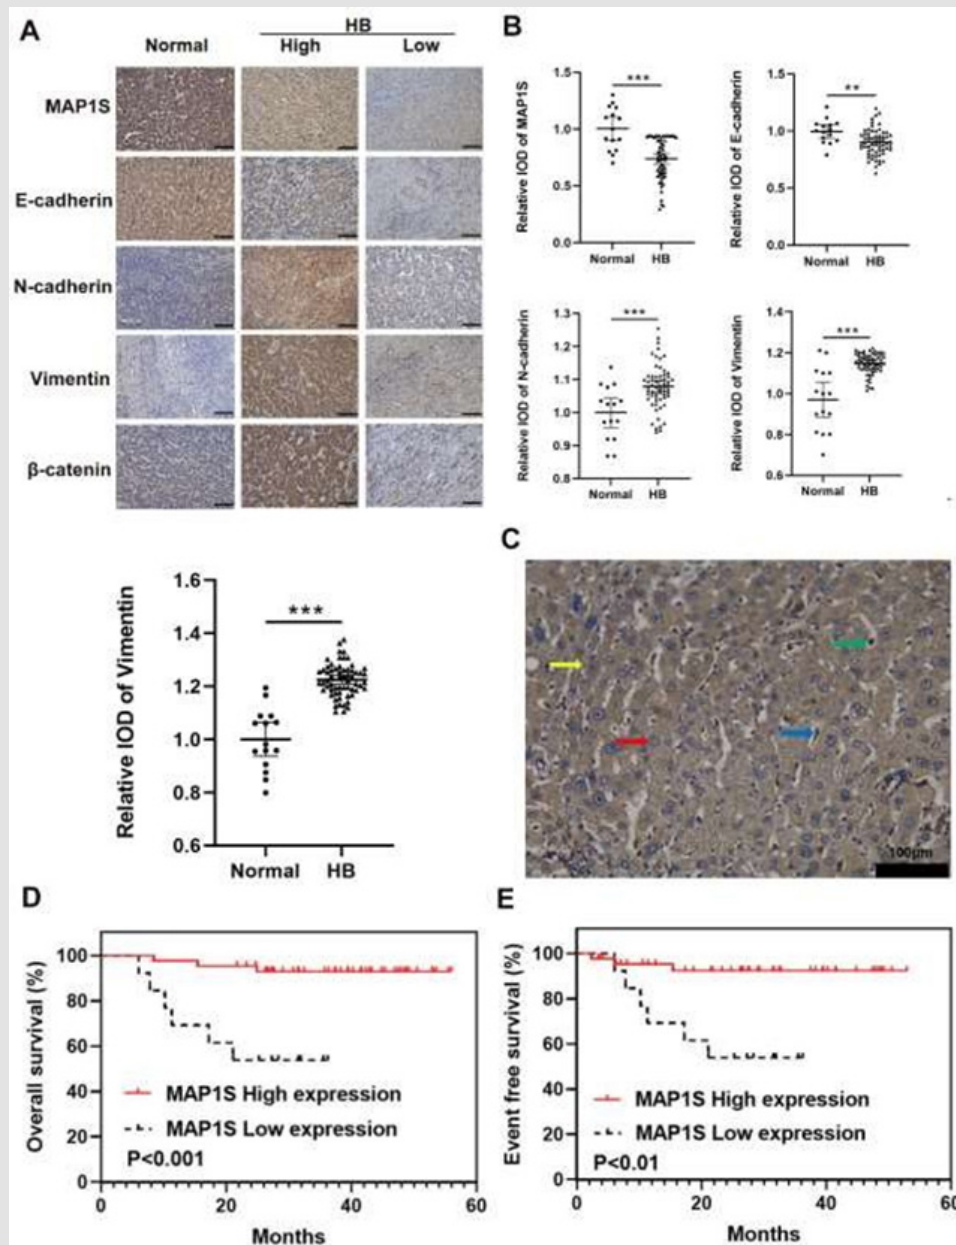 A
HB
Normal High Low
MAP1S
E-cadherin
N-cadherin
Vimentin
β-catenin
B
Relative IOD of MAP1S
1.5
1.0
0.5
0.0
***
Normal HB
Relative IOD of E-cadherin
1.5
1.0
0.5
0.0
**
Normal HB
Relative IOD of N-cadherin
1.3
1.2
1.1
1.0
0.9
0.8
***
Normal HB
Relative IOD of Vimentin
1.4
1.2
1.0
0.8
0.6
***
Normal HB
Relative IOD of Vimentin
1.6
1.4
1.2
1.0
0.8
0.6
***
Normal HB
C
100μm
D
Overall survival (%)
100
80
60
40
20
0
MAP1S High expression
MAP1S Low expression
P<0.001
0 20 40 60
Months
E
Event free survival (%)
100
80
60
40
20
0
MAP1S High expression
MAP1S Low expression
P<0.01
0 20 40 60
Months